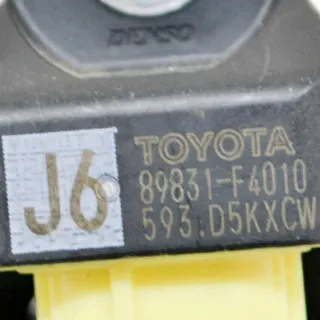 DENSO
TOYOTA
J6
89831-F4010
593.D5KXCW